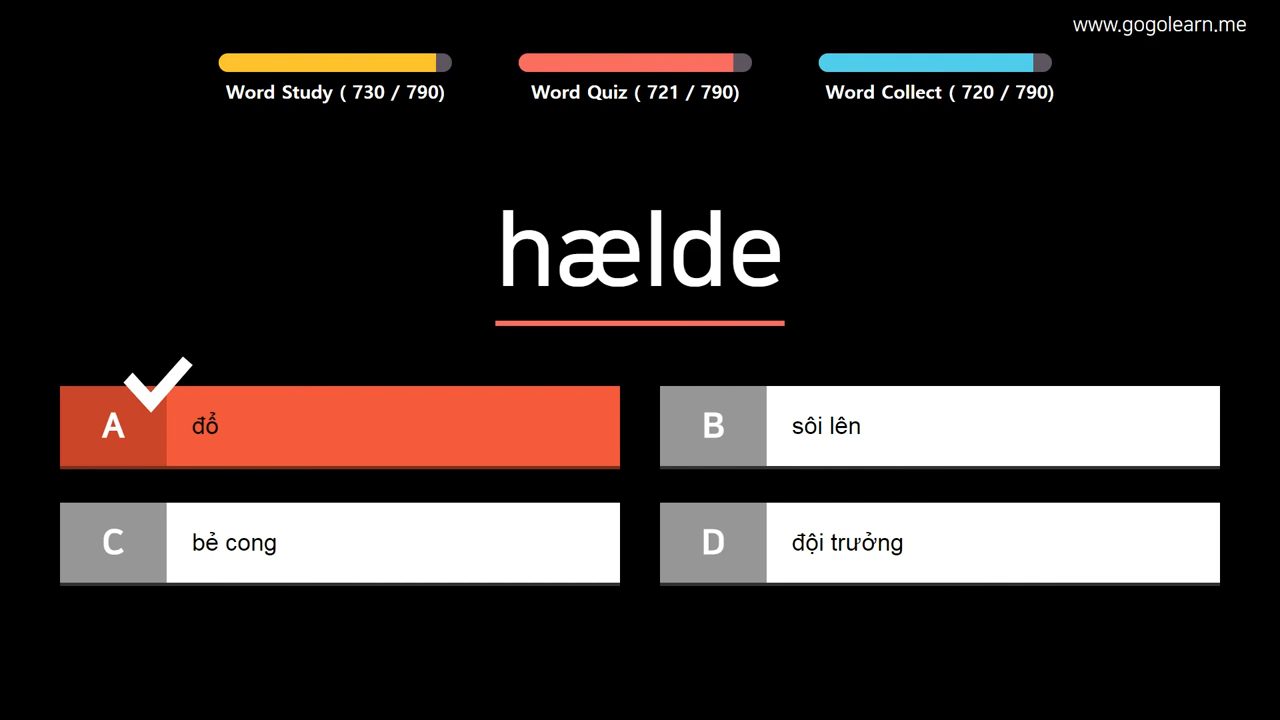 www.gogolearn.me
Word Study ( 730 / 790)
Word Quiz ( 721 / 790)
Word Collect ( 720 / 790)
hælde
A đổ
B sôi lên
C bẻ cong
D đội trưởng